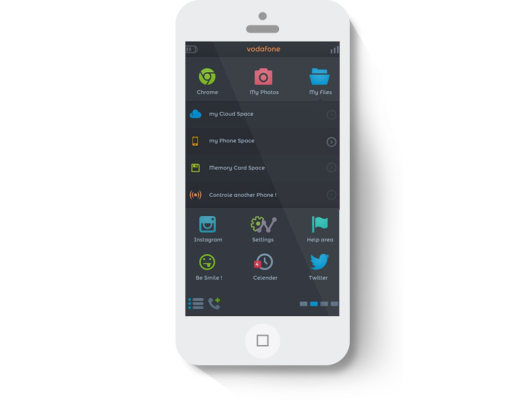 vodafone
Chrome My Photos My Files
my Cloud Space
my Phone Space
Memory Card Space
Controle another Phone !
Instagram Settings Help area
Be Smile ! Calender Twitter